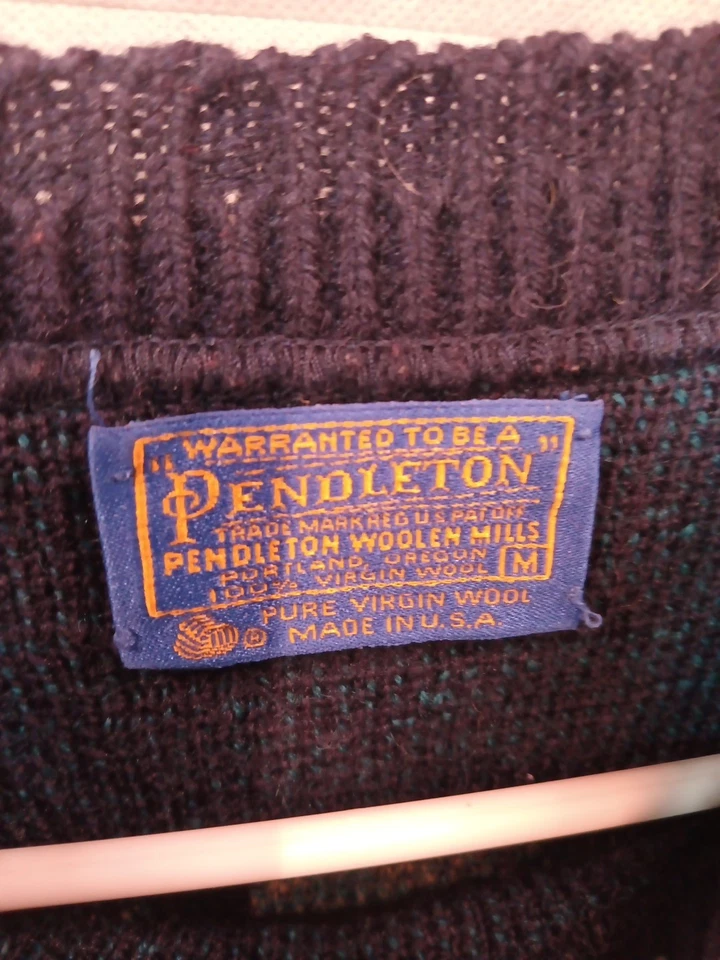 WARRANTED TO BE A
"PENDLETON"
TRADE MARK REG U.S. PAT OFF
PENDLETON WOOLEN MILLS
PORTLAND, OREGON
100% VIRGIN WOOL M
PURE VIRGIN WOOL
® MADE IN U.S.A.